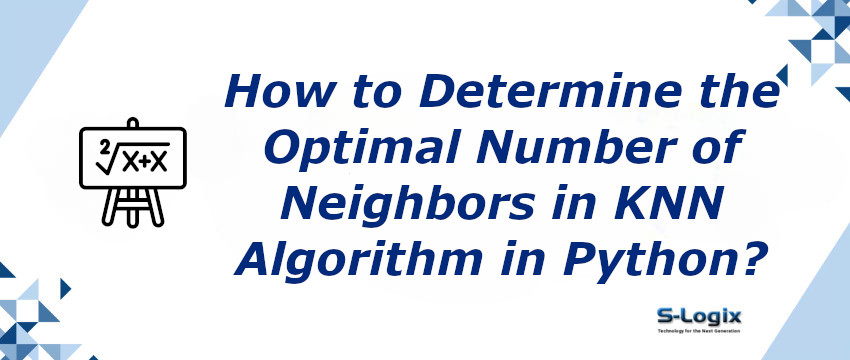 How to Determine the
Optimal Number of
Neighbors in KNN
Algorithm in Python?
2√X+X
S-Logix
Technology for the Next Generation